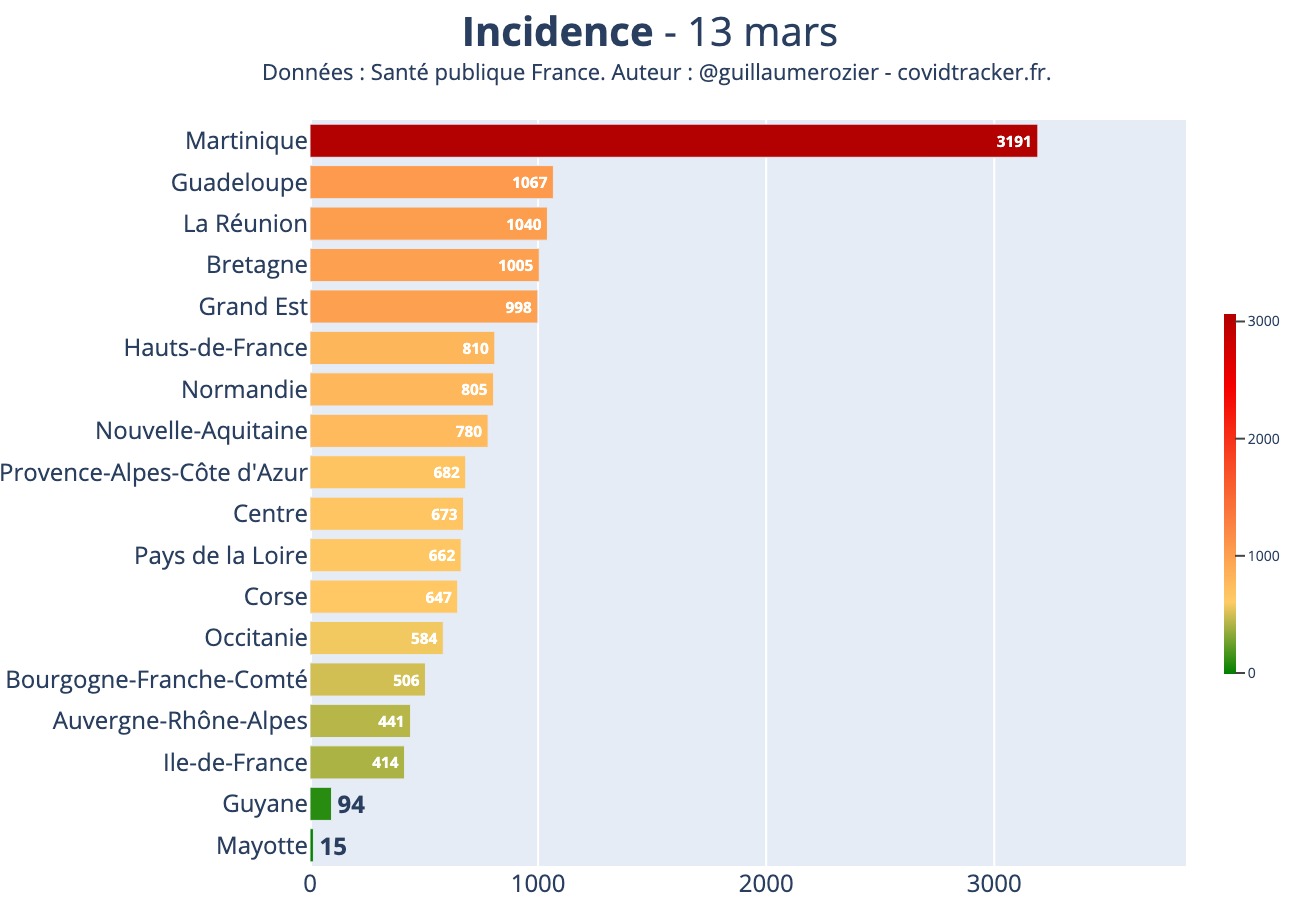 Incidence - 13 mars
Données : Santé publique France. Auteur : @guillaumerozier - covidtracker.fr.
Martinique 3191
Guadeloupe 1067
La Réunion 1040
Bretagne 1005
Grand Est 998
Hauts-de-France 810
Normandie 805
Nouvelle-Aquitaine 780
Provence-Alpes-Côte d'Azur 682
Centre 673
Pays de la Loire 662
Corse 647
Occitanie 584
Bourgogne-Franche-Comté 506
Auvergne-Rhône-Alpes 441
Ile-de-France 414
Guyane 94
Mayotte 15
0 1000 2000 3000
3000
2000
1000
0